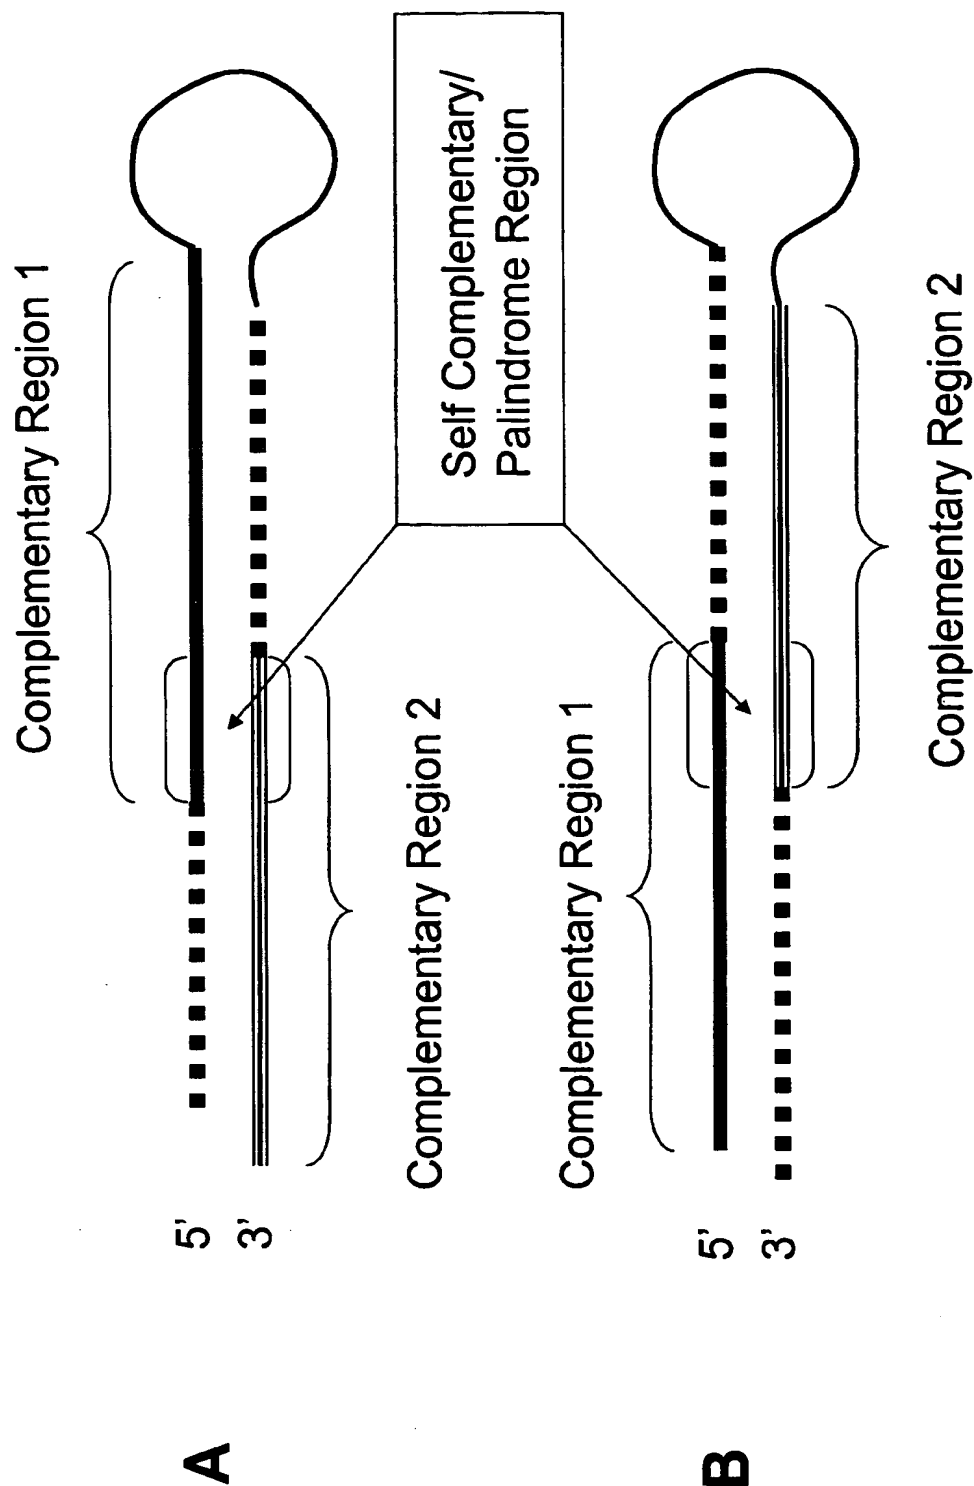 A
Complementary Region 1
5'
3'
Complementary Region 2
Self Complementary/
Palindrome Region
B
Complementary Region 1
5'
3'
Complementary Region 2